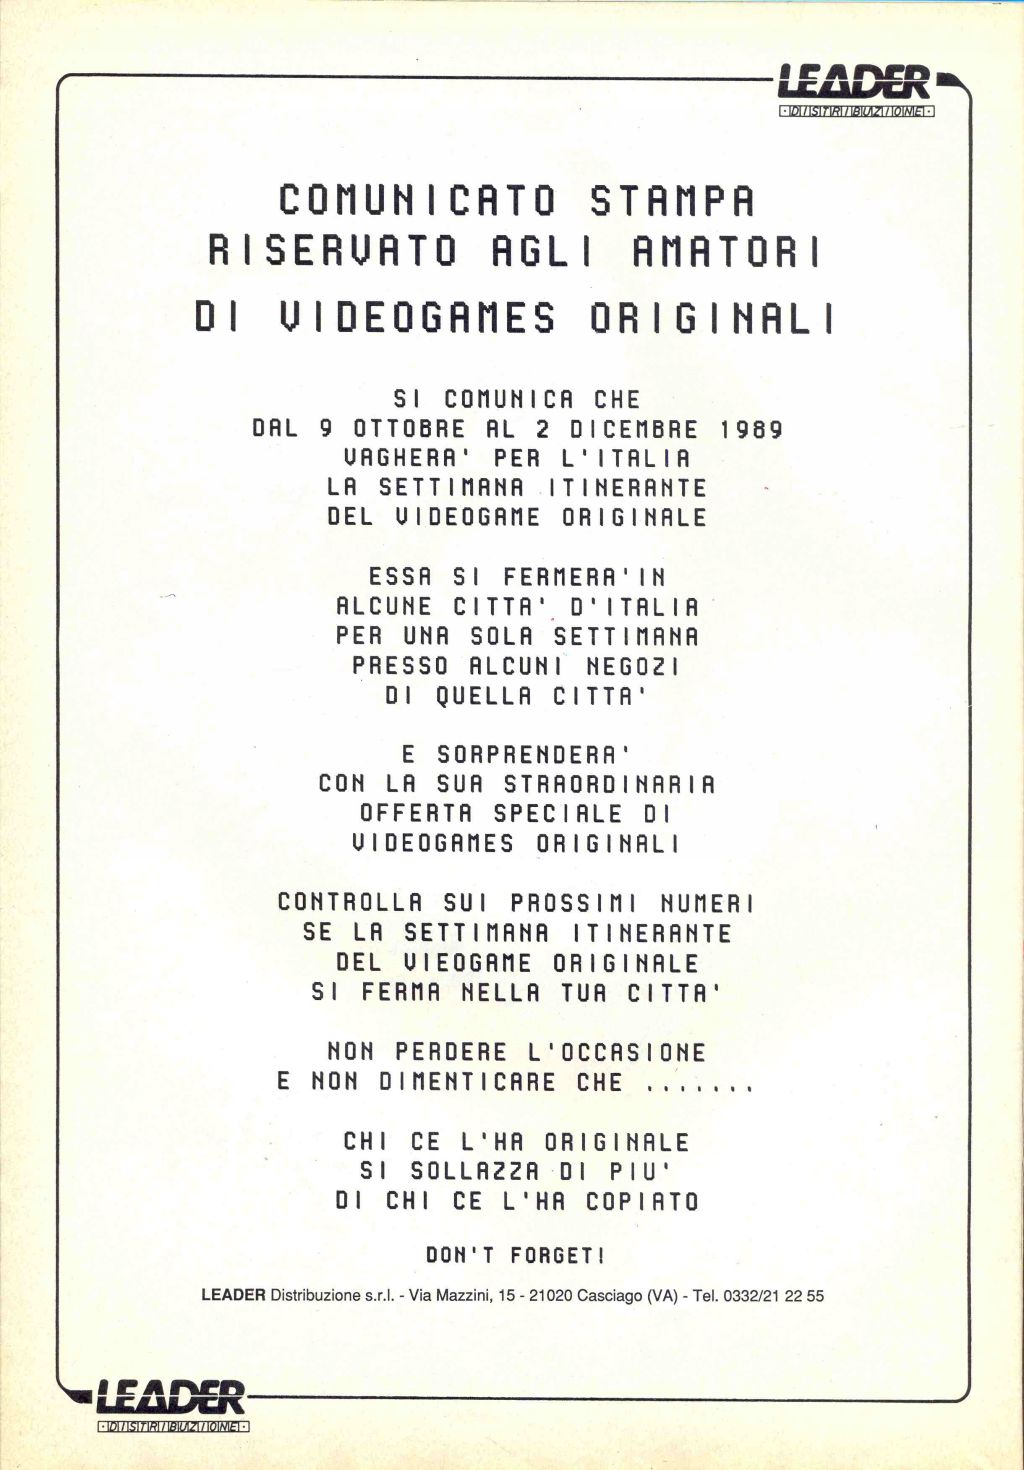 LEADER
·DISTRIBUZIONE·
COMUNICATO STAMPA
RISERVATO AGLI AMATORI
DI VIDEOGAMES ORIGINALI
SI COMUNICA CHE
DAL 9 OTTOBRE AL 2 DICEMBRE 1989
VAGHERA' PER L'ITALIA
LA SETTIMANA ITINERANTE
DEL VIDEOGAME ORIGINALE
ESSA SI FERMERA'IN
ALCUNE CITTA' D'ITALIA
PER UNA SOLA SETTIMANA
PRESSO ALCUNI NEGOZI
DI QUELLA CITTA'
E SORPRENDERA'
CON LA SUA STRAORDINARIA
OFFERTA SPECIALE DI
VIDEOGAMES ORIGINALI
CONTROLLA SUI PROSSIMI NUMERI
SE LA SETTIMANA ITINERANTE
DEL VIEOGAME ORIGINALE
SI FERMA NELLA TUA CITTA'
NON PERDERE L'OCCASIONE
E NON DIMENTICARE CHE .......
CHI CE L'HA ORIGINALE
SI SOLLAZZA DI PIU'
DI CHI CE L'HA COPIATO
DON'T FORGET!
LEADER Distribuzione s.r.l. - Via Mazzini, 15 - 21020 Casciago (VA) - Tel. 0332/21 22 55
LEADER
·DISTRIBUZIONE·